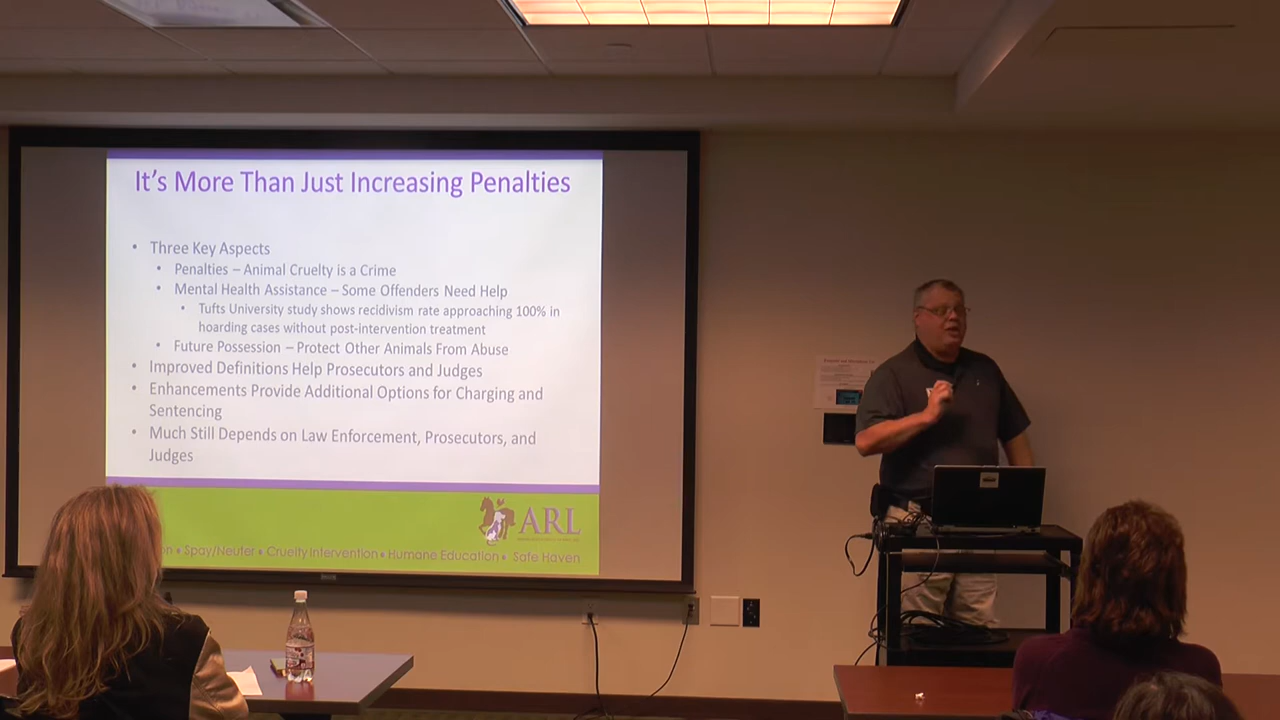 It's More Than Just Increasing Penalties
• Three Key Aspects
• Penalties – Animal Cruelty is a Crime
• Mental Health Assistance – Some Offenders Need Help
• Tufts University study shows recidivism rate approaching 100% in
hoarding cases without post-intervention treatment
• Future Possession – Protect Other Animals From Abuse
• Improved Definitions Help Prosecutors and Judges
• Enhancements Provide Additional Options for Charging and
Sentencing
• Much Still Depends on Law Enforcement, Prosecutors, and
Judges
ARL
• Spay/Neuter • Cruelty Intervention • Humane Education • Safe Haven